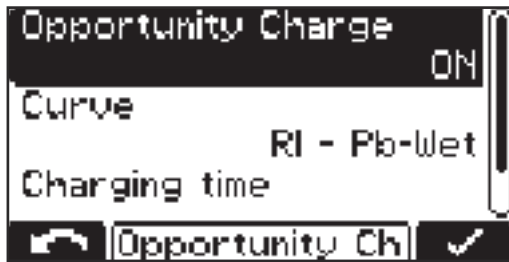 Opportunity Charge
ON
Curve
RI - Pb-Wet
Charging time
Opportunity Ch